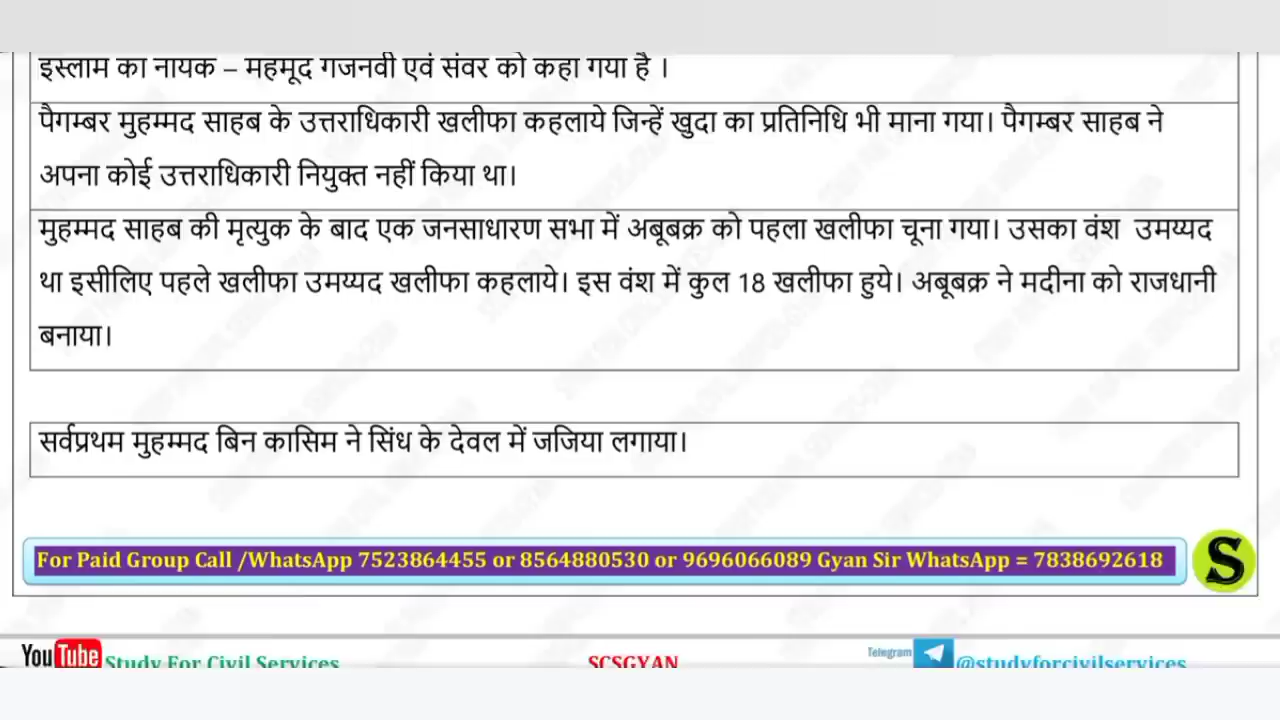 इस्लाम का नायक – महमूद गजनवी एवं संवर को कहा गया है ।
पैगम्बर मुहम्मद साहब के उत्तराधिकारी खलीफा कहलाये जिन्हें खुदा का प्रतिनिधि भी माना गया। पैगम्बर साहब ने
अपना कोई उत्तराधिकारी नियुक्त नहीं किया था।
मुहम्मद साहब की मृत्युक के बाद एक जनसाधारण सभा में अबूबक्र को पहला खलीफा चूना गया। उसका वंश उमय्यद
था इसीलिए पहले खलीफा उमय्यद खलीफा कहलाये। इस वंश में कुल 18 खलीफा हुये। अबूबक्र ने मदीना को राजधानी
बनाया।
सर्वप्रथम मुहम्मद बिन कासिम ने सिंध के देवल में जजिया लगाया।
For Paid Group Call /WhatsApp 7523864455 or 8564880530 or 9696066089 Gyan Sir WhatsApp = 7838692618
S
YouTube Study For Civil Services SCSGYAN Telegram @studyforcivilservices